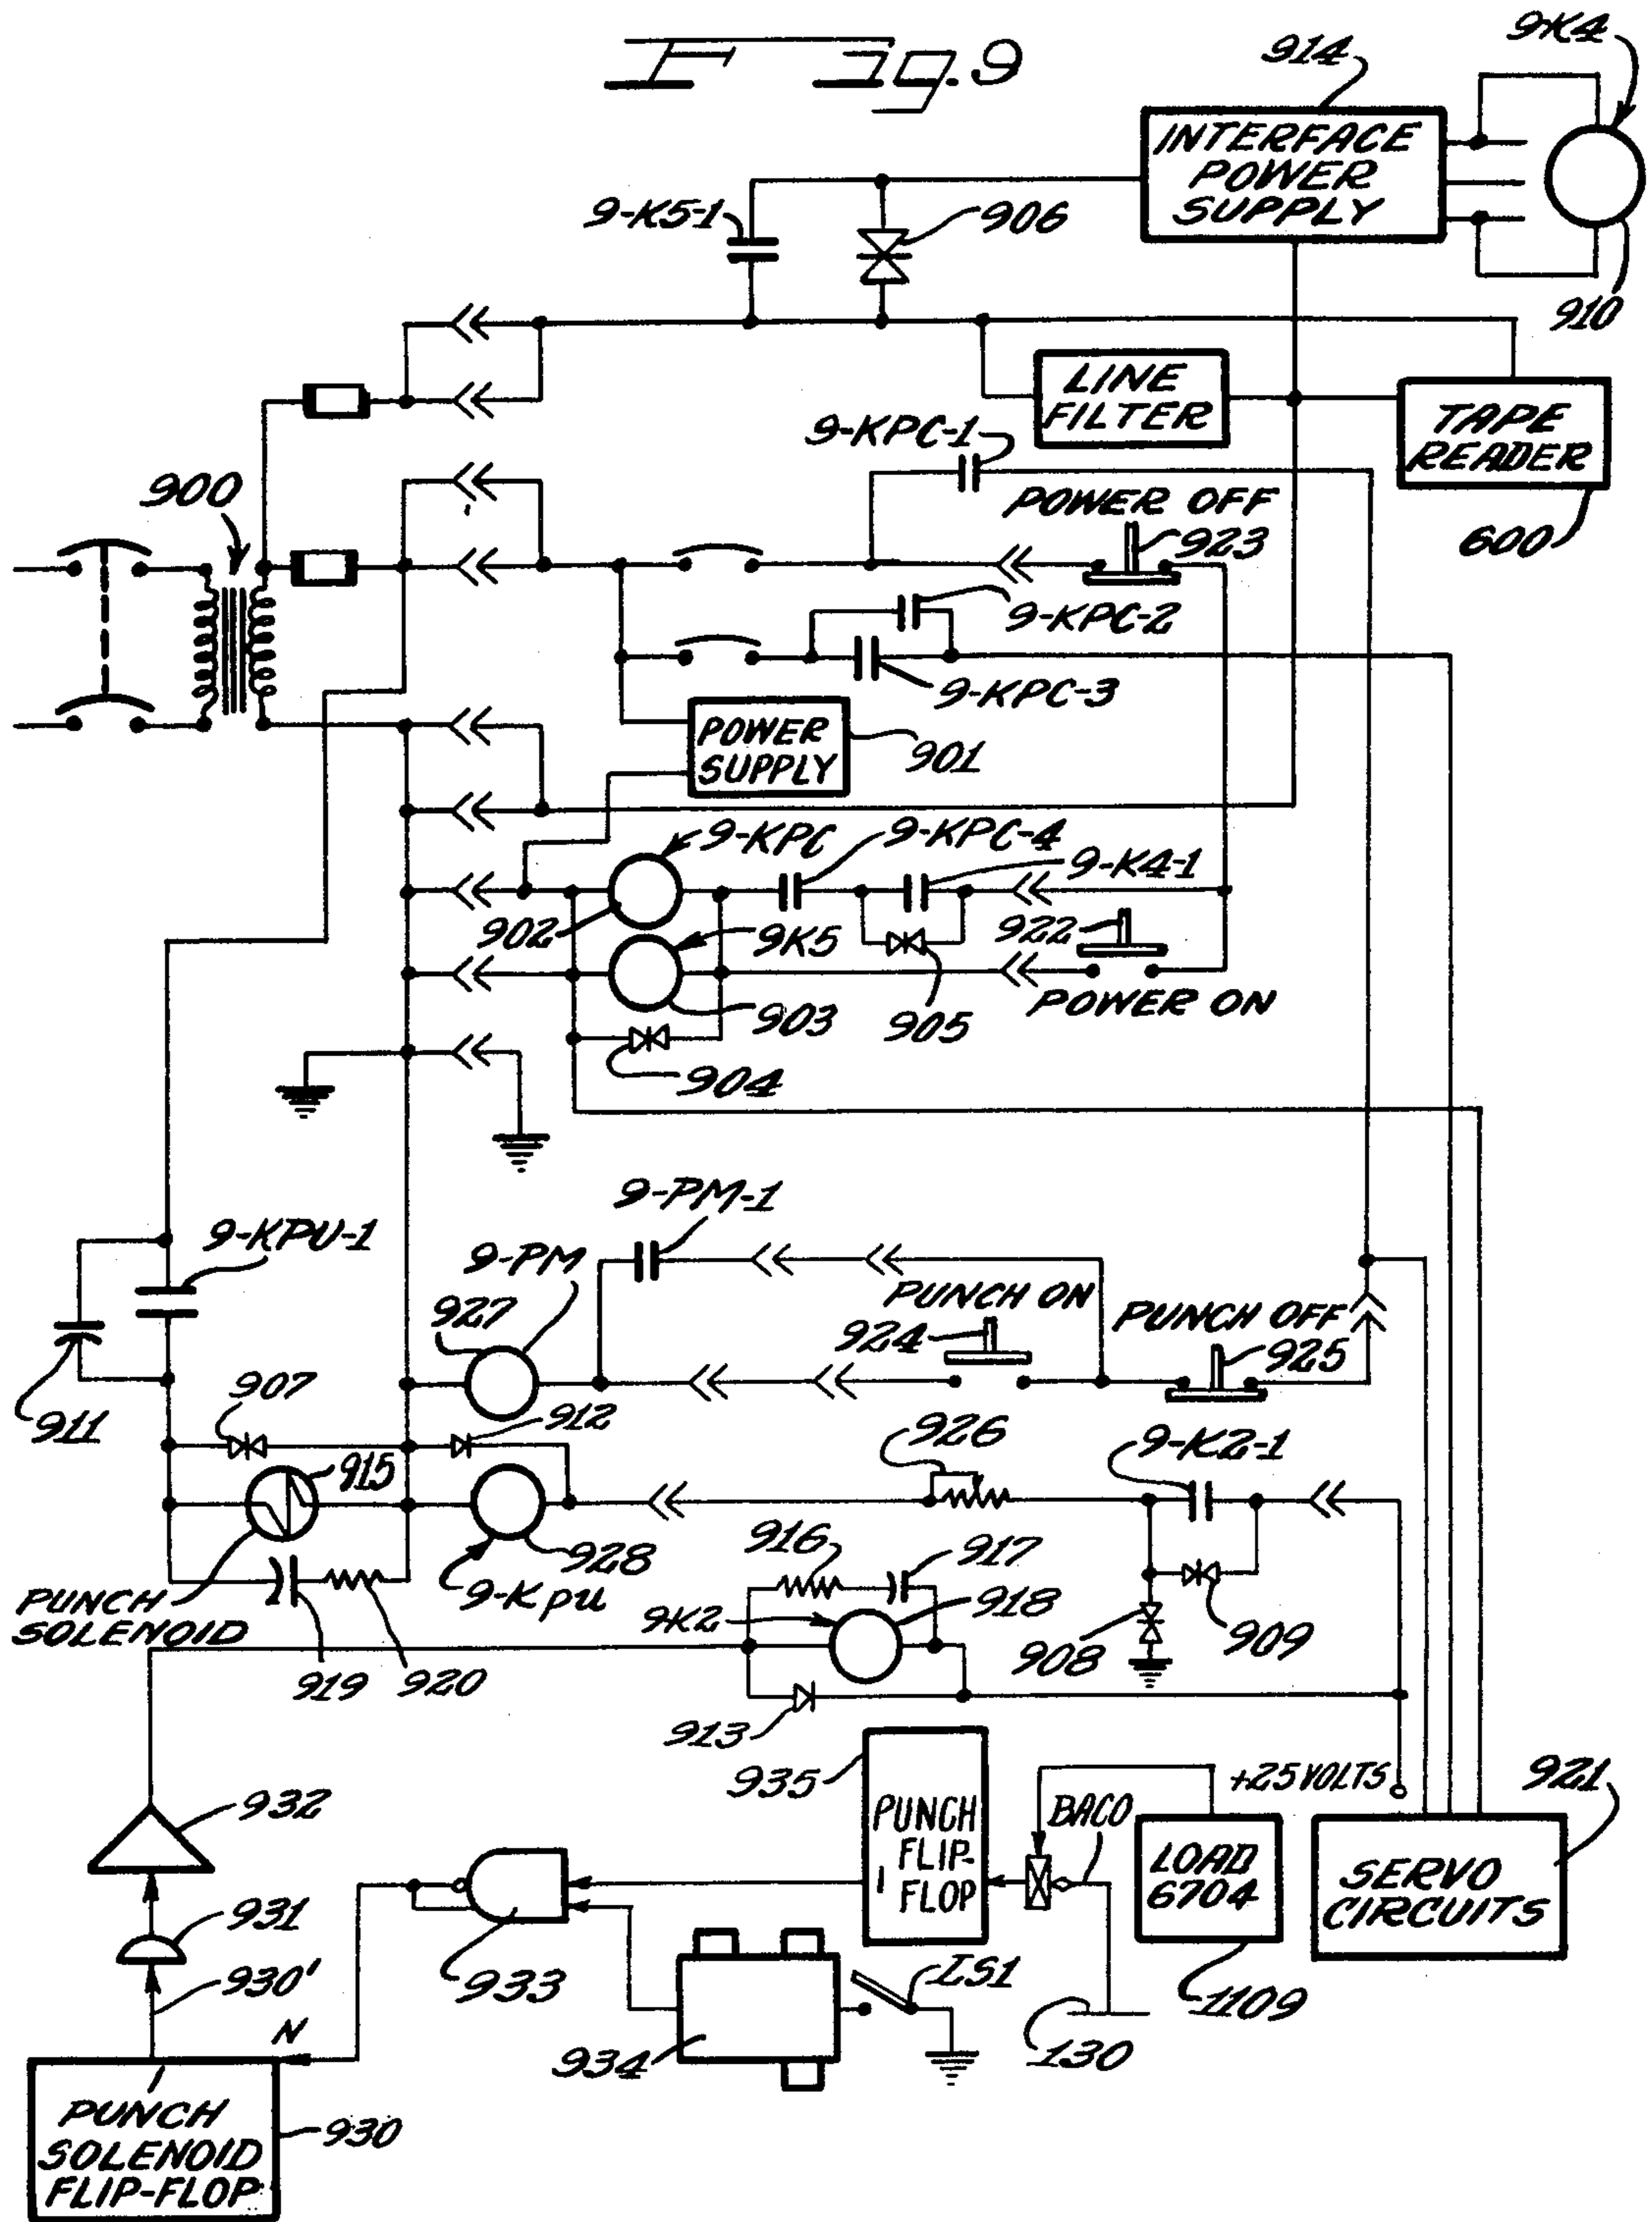 Fig. 9
9K4
914
INTERFACE
POWER
SUPPLY
9-K5-1
906
910
LINE
FILTER
9-KPC-1
TAPE
READER
900
POWER OFF
923
600
9-KPC-2
9-KPC-3
POWER
SUPPLY
901
9-KPC
9-KPC-4
9-K4-1
902
9K5
922
903
905
POWER ON
904
9-PM-1
9-KPU-1
9-PM
927
PUNCH ON
924
PUNCH OFF
925
907
912
911
915
926
9-K2-1
928
916
917
PUNCH
SOLENOID
9-Kpu
9K2
918
908
909
919
920
913
935
+25 VOLTS
921
932
PUNCH
FLIP-
1
FLOP
BACO
LOAD
6704
SERVO
CIRCUITS
931
930'
933
IS1
1109
N
934
130
PUNCH
SOLENOID
FLIP-FLOP
930